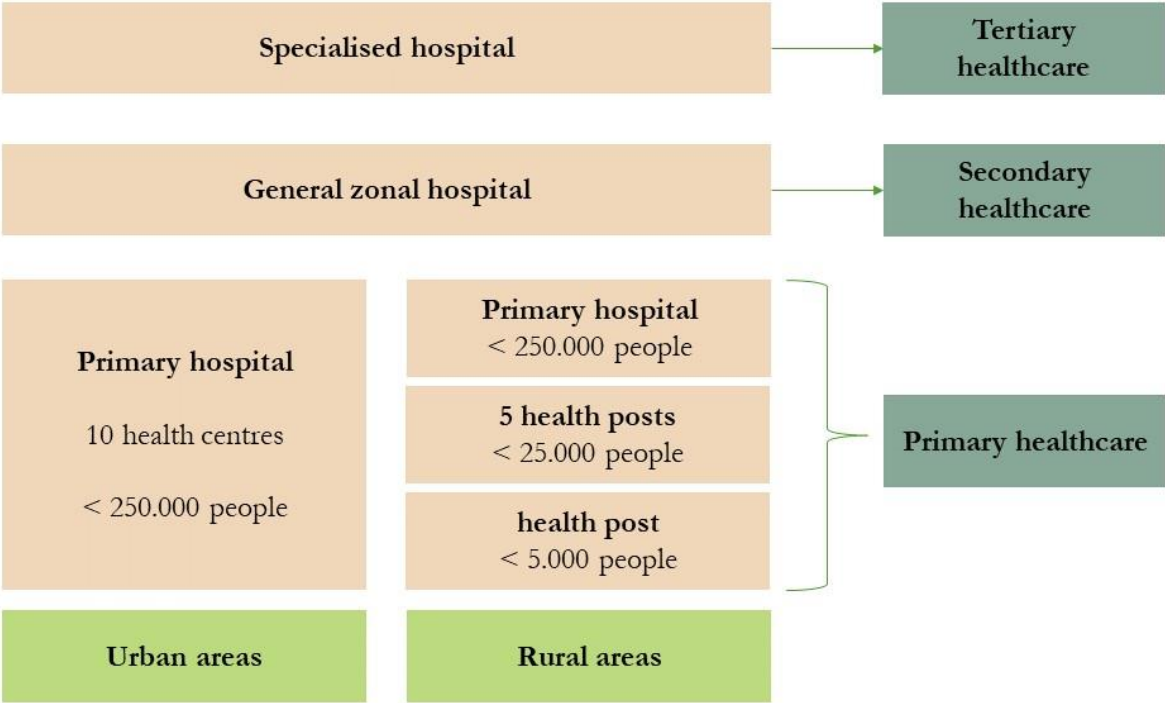 Specialised hospital
Tertiary
healthcare
General zonal hospital
Secondary
healthcare
Primary hospital
10 health centres
< 250.000 people
Primary hospital
< 250.000 people
5 health posts
< 25.000 people
health post
< 5.000 people
Primary healthcare
Urban areas
Rural areas